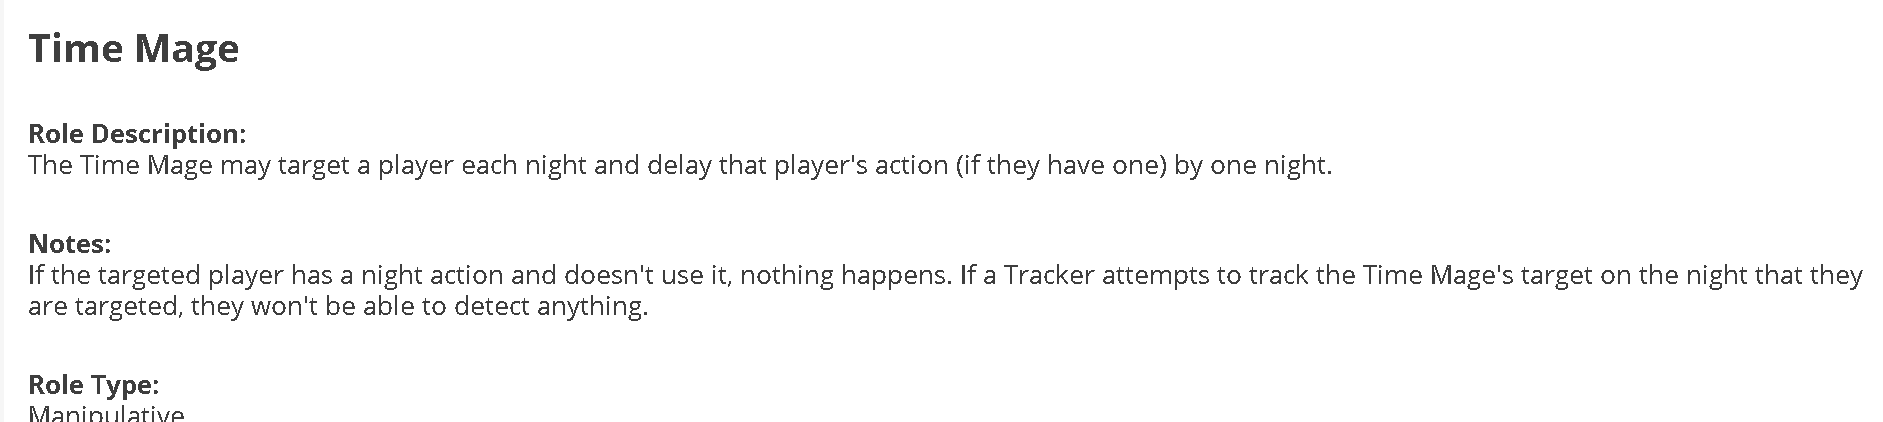 Time Mage
Role Description:
The Time Mage may target a player each night and delay that player's action (if they have one) by one night.
Notes:
If the targeted player has a night action and doesn't use it, nothing happens. If a Tracker attempts to track the Time Mage's target on the night that they
are targeted, they won't be able to detect anything.
Role Type:
Manipulative